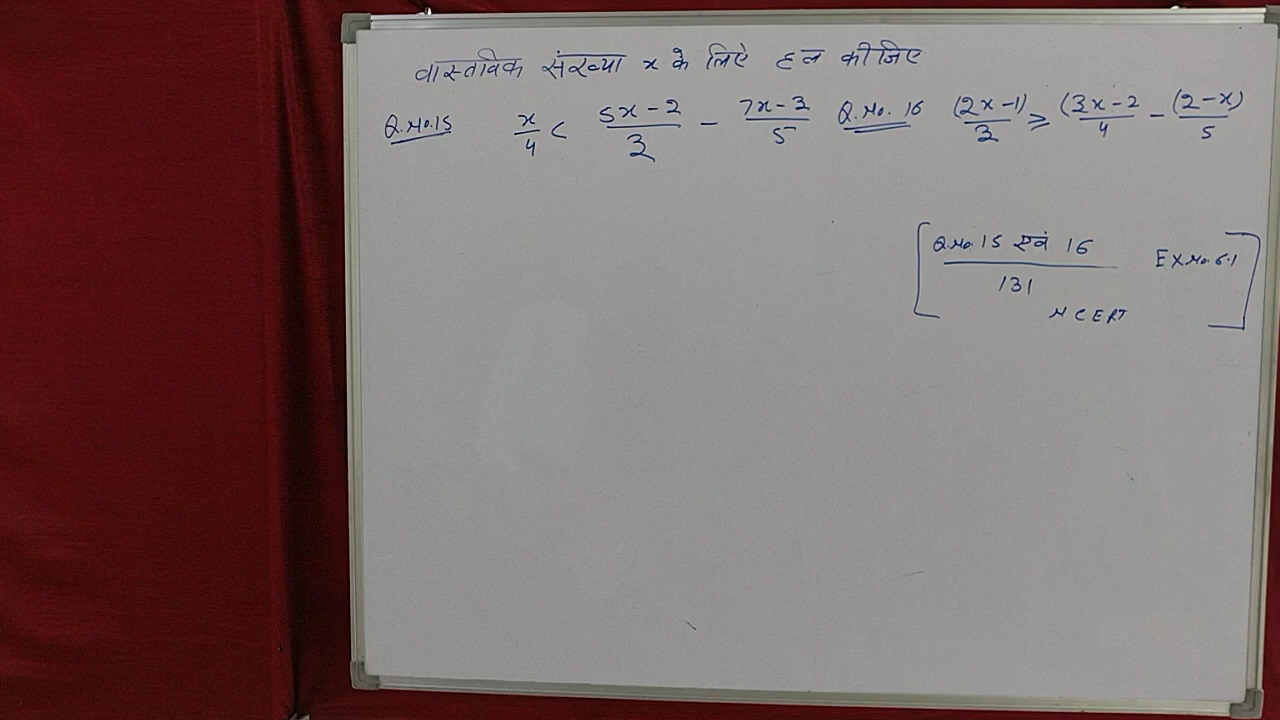 वास्तविक संख्या x के लिऐ हल कीजिए
Q.No.15 x/4 < (5x-2)/3 - (7x-3)/5 Q.No. 16 (2x-1)/3 ≥ (3x-2/4 - (2-x)/5
[Q.No 15 एवं 16 / 131 Ex No. 6.1
NCERT]